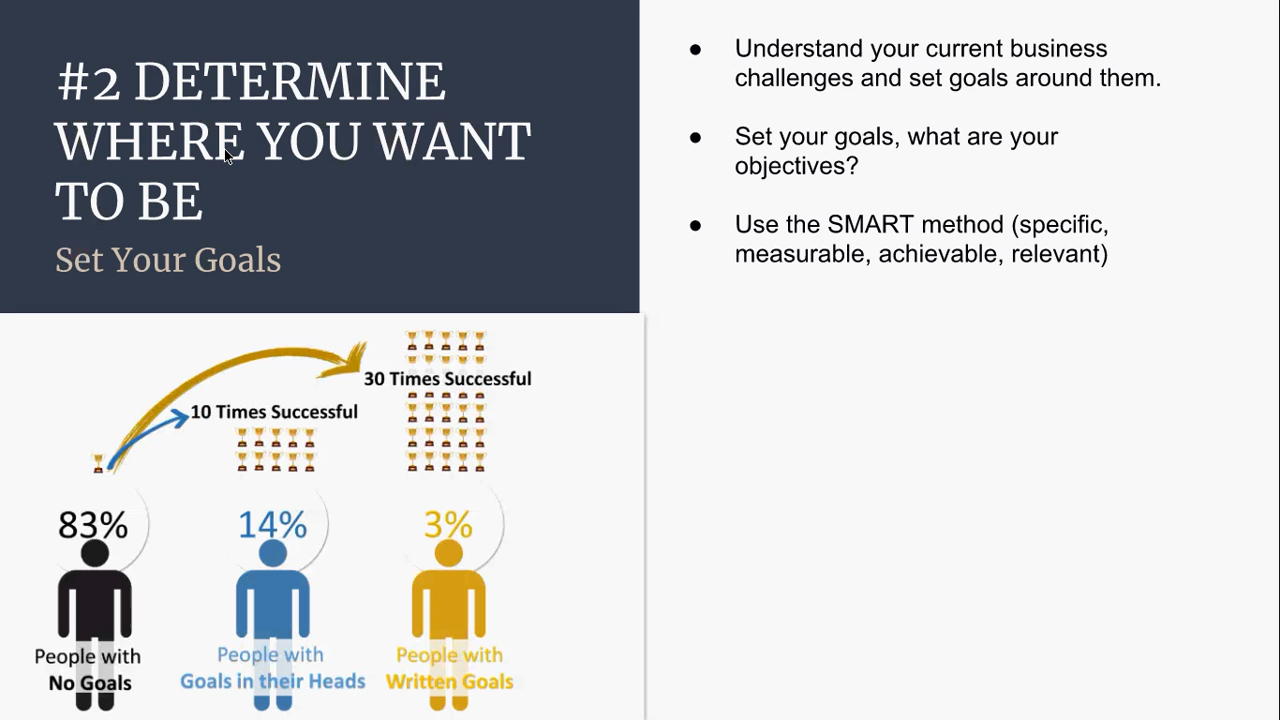 #2 DETERMINE
WHERE YOU WANT
TO BE
Set Your Goals
● Understand your current business
challenges and set goals around them.
● Set your goals, what are your
objectives?
● Use the SMART method (specific,
measurable, achievable, relevant)
30 Times Successful
10 Times Successful
83%
14%
3%
People with
No Goals
People with
Goals in their Heads
People with
Written Goals